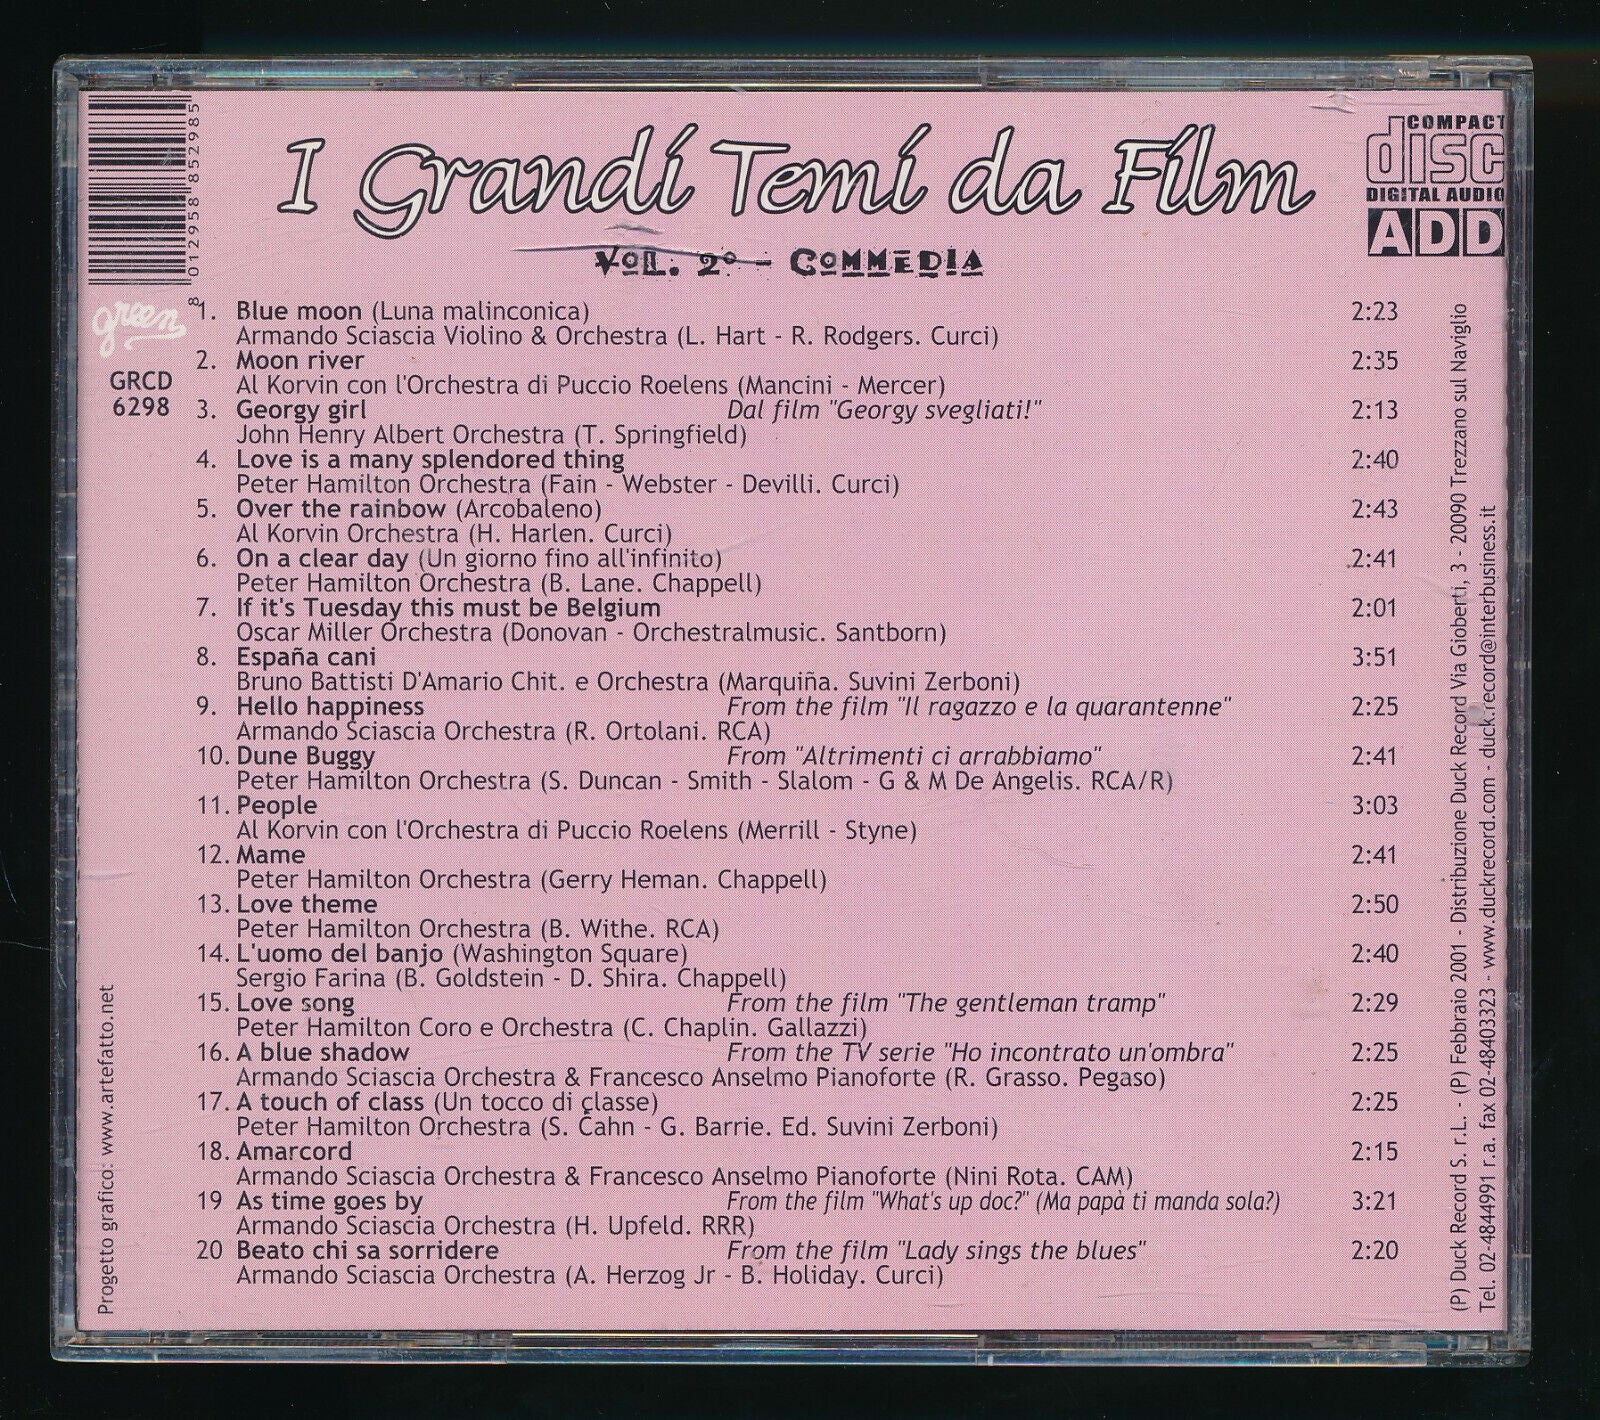 I Grandi Temi da Film
Vol. 2° - Commedia
COMPACT
disc
DIGITAL AUDIO
ADD
8 012958 852985
green
GRCD
6298
1. Blue moon (Luna malinconica) 2:23
Armando Sciascia Violino & Orchestra (L. Hart - R. Rodgers. Curci)
2. Moon river 2:35
Al Korvin con l'Orchestra di Puccio Roelens (Mancini - Mercer)
3. Georgy girl Dal film "Georgy svegliati!" 2:13
John Henry Albert Orchestra (T. Springfield)
4. Love is a many splendored thing 2:40
Peter Hamilton Orchestra (Fain - Webster - Devilli. Curci)
5. Over the rainbow (Arcobaleno) 2:43
Al Korvin Orchestra (H. Harlen. Curci)
6. On a clear day (Un giorno fino all'infinito) 2:41
Peter Hamilton Orchestra (B. Lane. Chappell)
7. If it's Tuesday this must be Belgium 2:01
Oscar Miller Orchestra (Donovan - Orchestralmusic. Santborn)
8. España cani 3:51
Bruno Battisti D'Amario Chit. e Orchestra (Marquiña. Suvini Zerboni)
9. Hello happiness From the film "Il ragazzo e la quarantenne" 2:25
Armando Sciascia Orchestra (R. Ortolani. RCA)
10. Dune Buggy From "Altrimenti ci arrabbiamo" 2:41
Peter Hamilton Orchestra (S. Duncan - Smith - Slalom - G & M De Angelis. RCA/R)
11. People 3:03
Al Korvin con l'Orchestra di Puccio Roelens (Merrill - Styne)
12. Mame 2:41
Peter Hamilton Orchestra (Gerry Heman. Chappell)
13. Love theme 2:50
Peter Hamilton Orchestra (B. Withe. RCA)
14. L'uomo del banjo (Washington Square) 2:40
Sergio Farina (B. Goldstein - D. Shira. Chappell)
15. Love song From the film "The gentleman tramp" 2:29
Peter Hamilton Coro e Orchestra (C. Chaplin. Gallazzi)
16. A blue shadow From the TV serie "Ho incontrato un'ombra" 2:25
Armando Sciascia Orchestra & Francesco Anselmo Pianoforte (R. Grasso. Pegaso)
17. A touch of class (Un tocco di classe) 2:25
Peter Hamilton Orchestra (S. Cahn - G. Barrie. Ed. Suvini Zerboni)
18. Amarcord 2:15
Armando Sciascia Orchestra & Francesco Anselmo Pianoforte (Nini Rota. CAM)
19 As time goes by From the film "What's up doc?" (Ma papà ti manda sola?) 3:21
Armando Sciascia Orchestra (H. Upfeld. RRR)
20 Beato chi sa sorridere From the film "Lady sings the blues" 2:20
Armando Sciascia Orchestra (A. Herzog Jr - B. Holiday. Curci)
Progetto grafico: www.artefatto.net
(P) Duck Record S. r.L. - (P) Febbraio 2001 - Distribuzione Duck Record Via Gioberti, 3 - 20090 Trezzano sul Naviglio
Tel. 02-4844991 r.a. fax 02-48403323 - www.duckrecord.com - duck.record@interbusiness.it